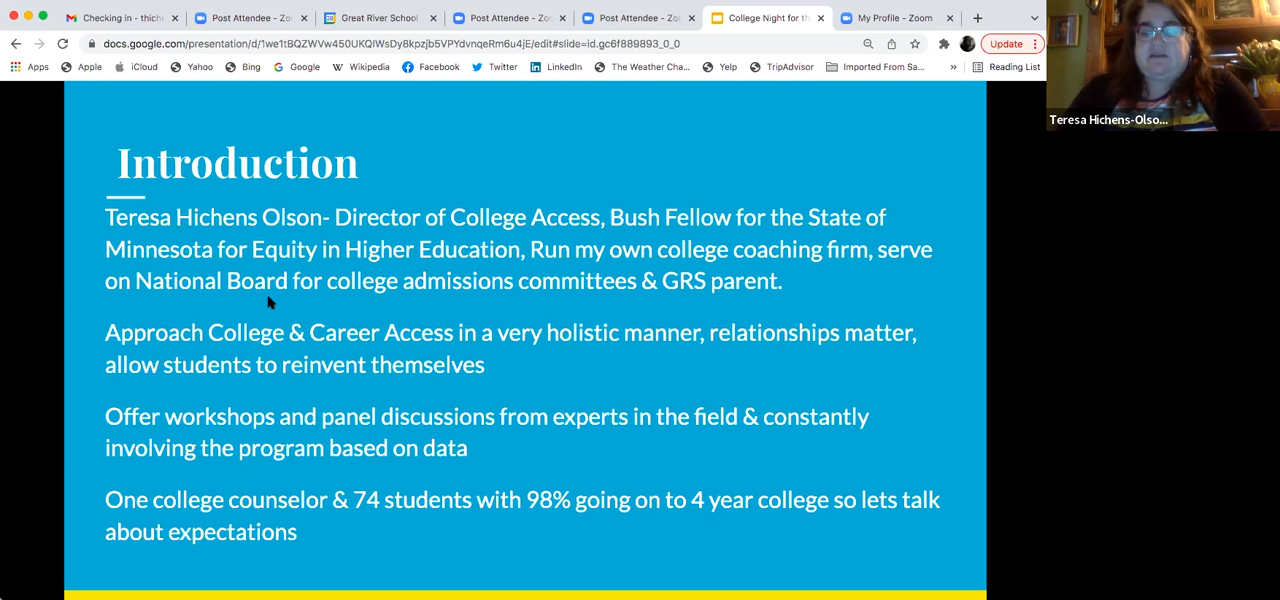 Checking in - thich
Post Attendee - Zo
Great River School
Post Attendee - Zo
Post Attendee - Zo
College Night for th
My Profile - Zoom
docs.google.com/presentation/d/1we1tBQZWVw450UKQIWsDy8kpzjb5VPYdvnqeRm6u4jE/edit#slide=id.gc6f889893_0_0
Update
Apps
Apple
iCloud
Yahoo
Bing
Google
Wikipedia
Facebook
Twitter
LinkedIn
The Weather Cha...
Yelp
TripAdvisor
Imported From Sa...
»
Reading List
Teresa Hichens-Olso...
Introduction
Teresa Hichens Olson- Director of College Access, Bush Fellow for the State of
Minnesota for Equity in Higher Education, Run my own college coaching firm, serve
on National Board for college admissions committees & GRS parent.
Approach College & Career Access in a very holistic manner, relationships matter,
allow students to reinvent themselves
Offer workshops and panel discussions from experts in the field & constantly
involving the program based on data
One college counselor & 74 students with 98% going on to 4 year college so lets talk
about expectations